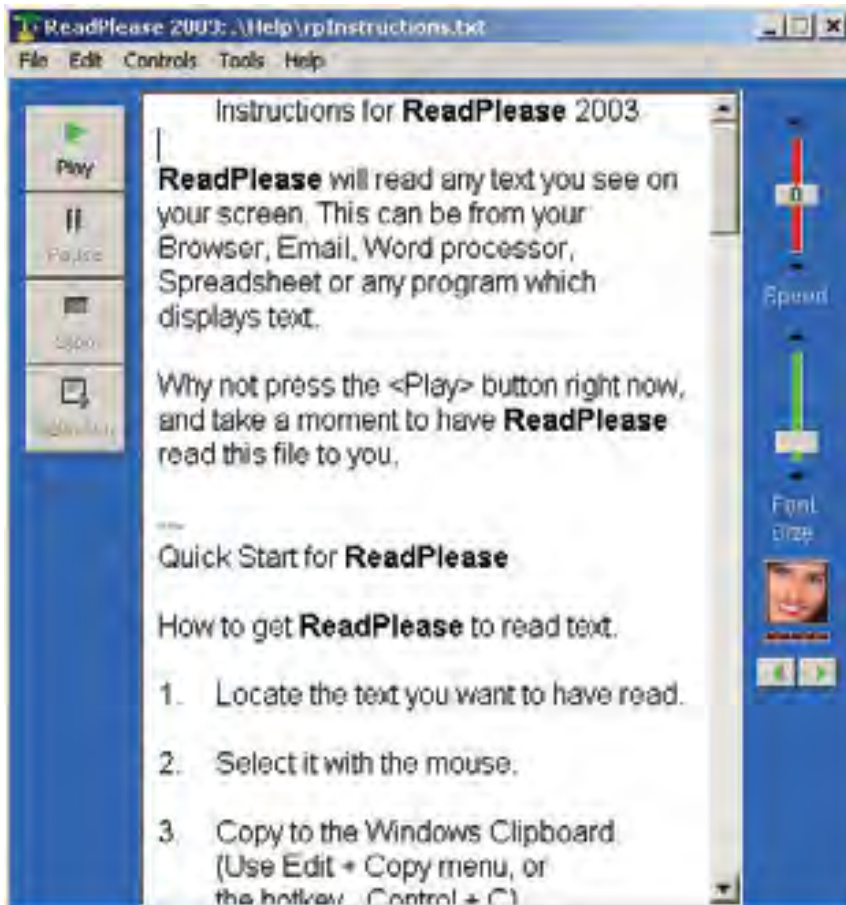 ReadPlease 2003: .\Help\rpInstructions.txt
File Edit Controls Tools Help
Play
Pause
Instructions for ReadPlease 2003
ReadPlease will read any text you see on
your screen. This can be from your
Browser, Email, Word processor,
Spreadsheet or any program which
displays text.
Why not press the <Play> button right now,
and take a moment to have ReadPlease
read this file to you.
Quick Start for ReadPlease
How to get ReadPlease to read text.
1. Locate the text you want to have read.
2. Select it with the mouse.
3. Copy to the Windows Clipboard
(Use Edit + Copy menu, or
the hotkey Control + C)
0
Speed
Font
size